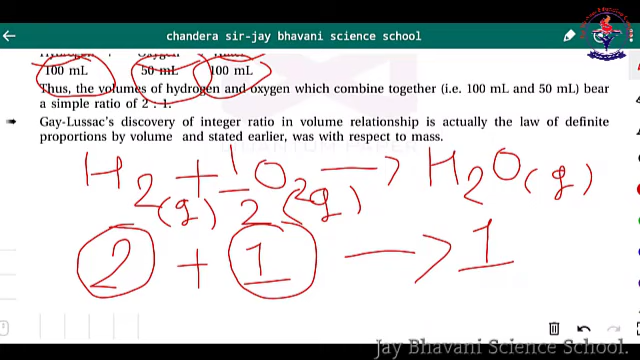 chandera sir-jay bhavani science school
Hydrogen + Oxygen Water
100 mL 50 mL 100 mL
Thus, the volumes of hydrogen and oxygen which combine together (i.e. 100 mL and 50 mL) bear
a simple ratio of 2 : 1.
Gay-Lussac's discovery of integer ratio in volume relationship is actually the law of definite
proportions by volume and stated earlier, was with respect to mass.
H2(g) + 1/2 O2(g) → H2O(g)
2 + 1 → 1
Jay Bhavani Science School.